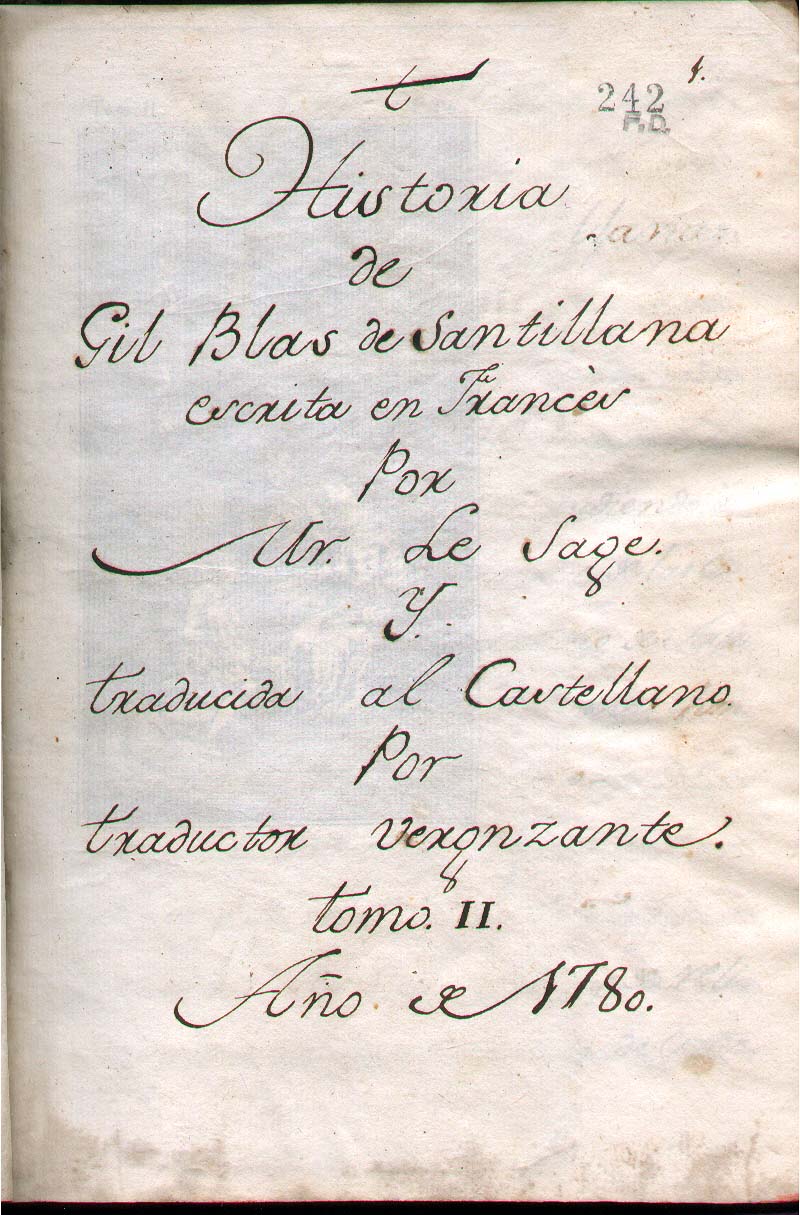 242 1.
F.D.
Historia
de
Gil Blas de Santillana
escrita en Francès
Por
Mr. Le Sage.
Y.
traducida al Castellano.
Por
traductor vergnzante.
tomo. II.
Año de 1780.